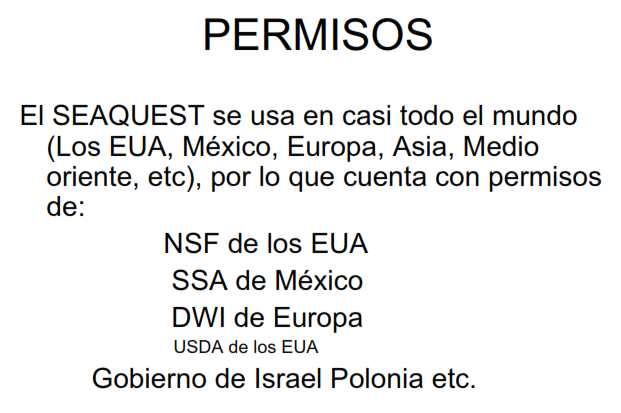 PERMISOS
El SEAQUEST se usa en casi todo el mundo
(Los EUA, México, Europa, Asia, Medio
oriente, etc), por lo que cuenta con permisos
de:
NSF de los EUA
SSA de México
DWI de Europa
USDA de los EUA
Gobierno de Israel Polonia etc.